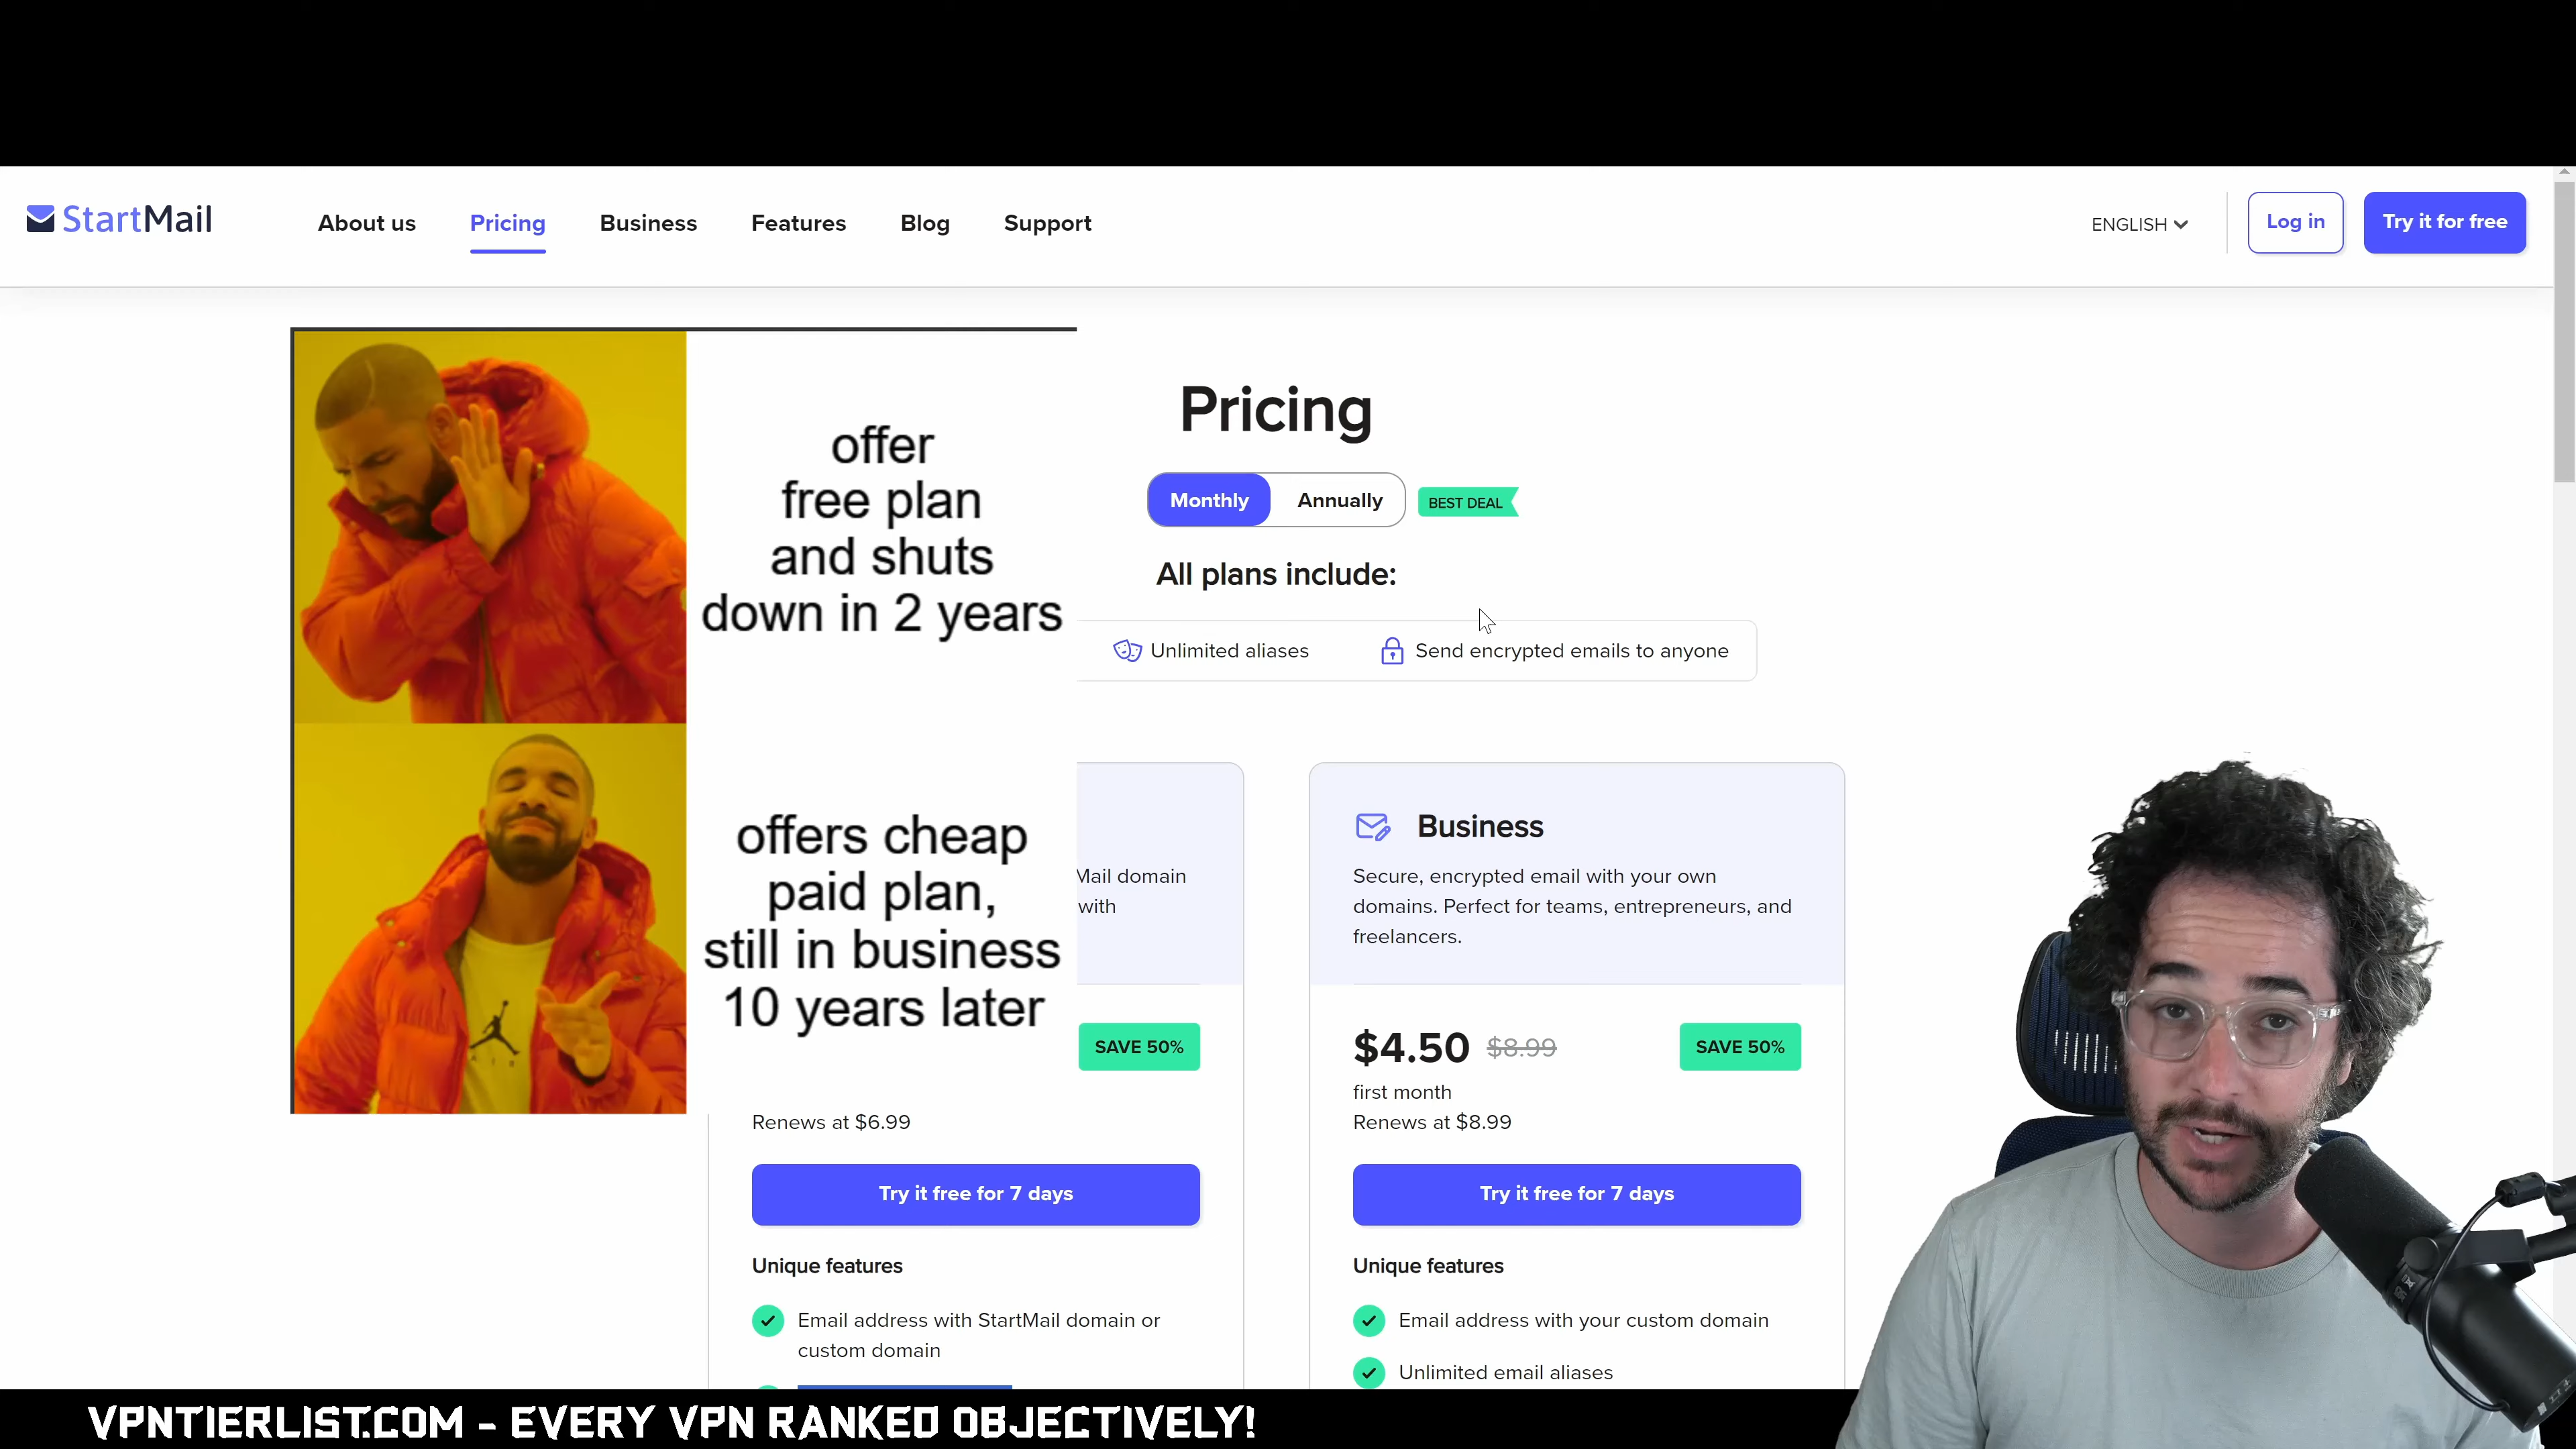 StartMail
About us
Pricing
Business
Features
Blog
Support
ENGLISH
Log in
Try it for free
offer
free plan
and shuts
down in 2 years
offers cheap
paid plan,
still in business
10 years later
Pricing
Monthly
Annually
BEST DEAL
All plans include:
Unlimited aliases
Send encrypted emails to anyone
Mail domain
with
SAVE 50%
Renews at $6.99
Try it free for 7 days
Unique features
Email address with StartMail domain or
custom domain
Business
Secure, encrypted email with your own
domains. Perfect for teams, entrepreneurs, and
freelancers.
$4.50 $8.99
SAVE 50%
first month
Renews at $8.99
Try it free for 7 days
Unique features
Email address with your custom domain
Unlimited email aliases
VPNTIERLIST.COM - EVERY VPN RANKED OBJECTIVELY!